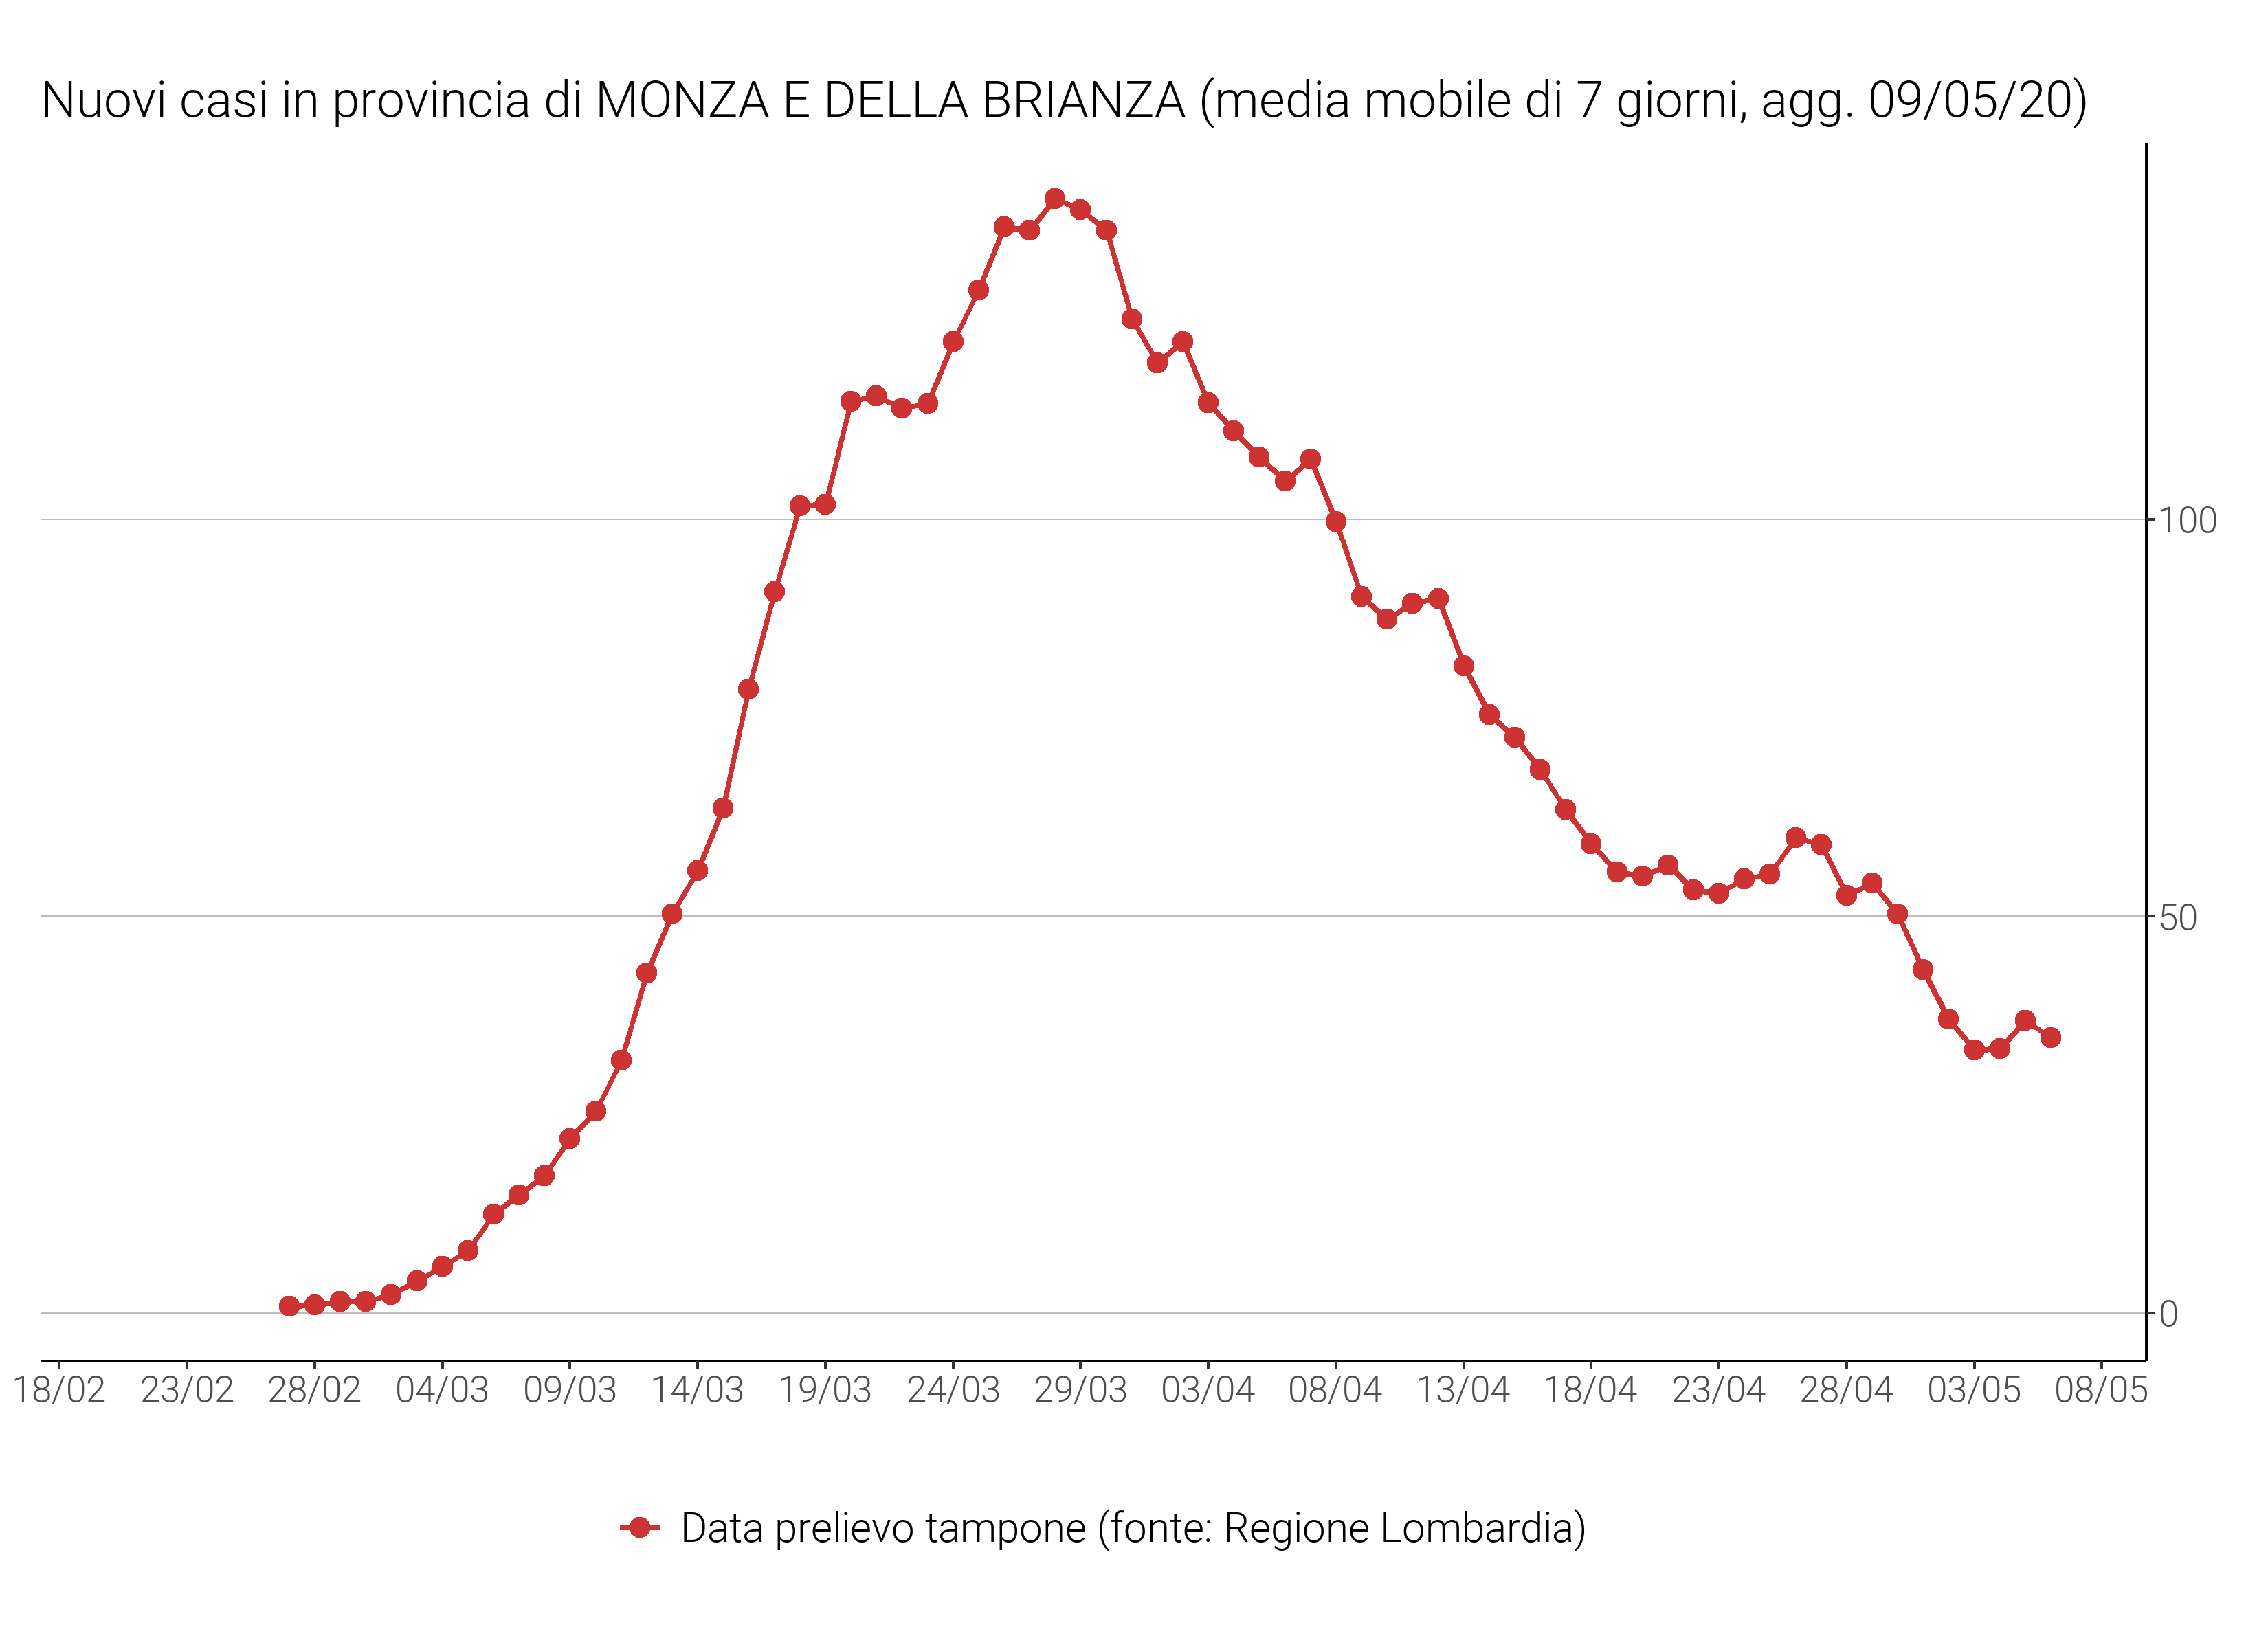 Nuovi casi in provincia di MONZA E DELLA BRIANZA (media mobile di 7 giorni, agg. 09/05/20)
100
50
0
18/02 23/02 28/02 04/03 09/03 14/03 19/03 24/03 29/03 03/04 08/04 13/04 18/04 23/04 28/04 03/05 08/05
Data prelievo tampone (fonte: Regione Lombardia)